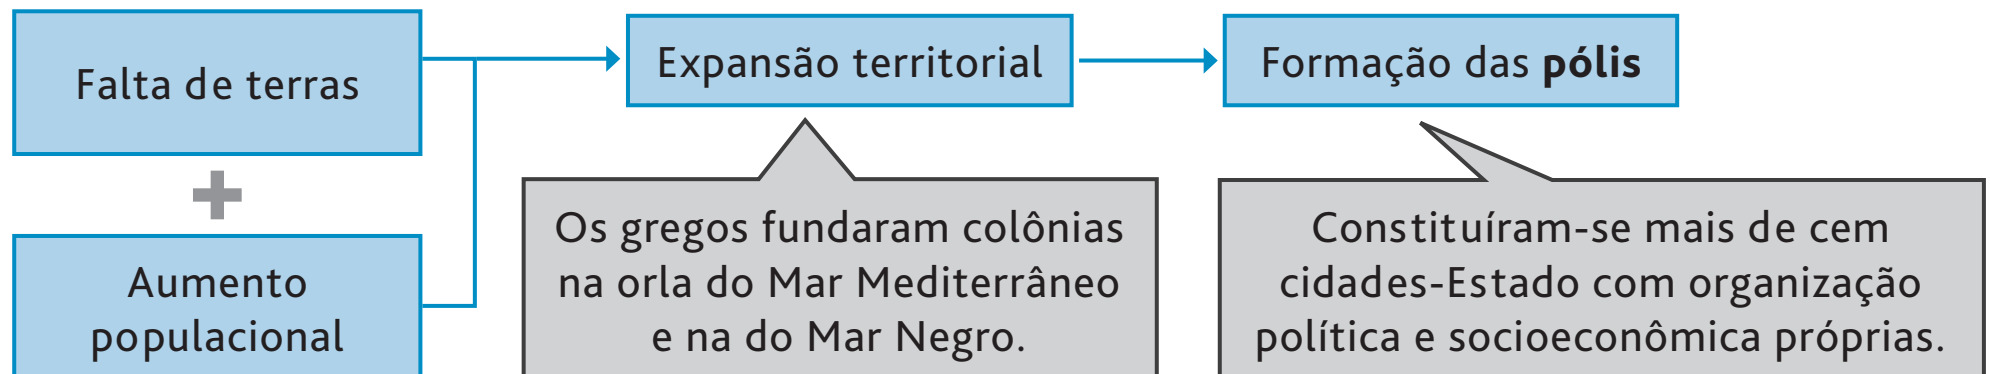 Falta de terras
Aumento
populacional
Expansão territorial
Os gregos fundaram colônias
na orla do Mar Mediterrâneo
e na do Mar Negro.
Formação das pólis
Constituíram-se mais de cem
cidades-Estado com organização
política e socioeconômica próprias.